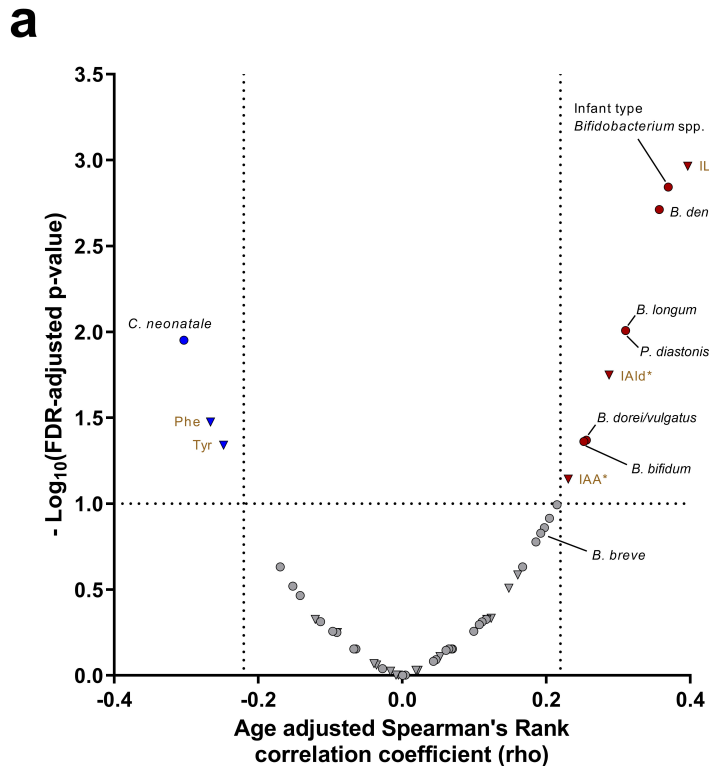 a
3.5
3.0
2.5
2.0
1.5
1.0
0.5
0.0
- Log10(FDR-adjusted p-value)
Infant type
Bifidobacterium spp.
IL
B. den
B. longum
P. diastonis
IAld*
B. dorei/vulgatus
B. bifidum
IAA*
B. breve
C. neonatale
Phe
Tyr
-0.4
-0.2
0.0
0.2
0.4
Age adjusted Spearman's Rank
correlation coefficient (rho)